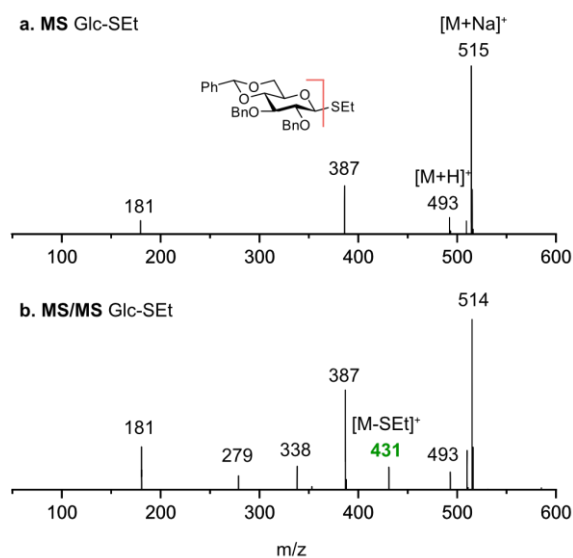 a. MS Glc-SEt
[M+Na]⁺
515
Ph
O
O
O
BnO
BnO
SEt
387
[M+H]⁺
181
493
100 200 300 400 500 600
b. MS/MS Glc-SEt
514
387
[M-SEt]⁺
181
279
338
431
493
100 200 300 400 500 600
m/z